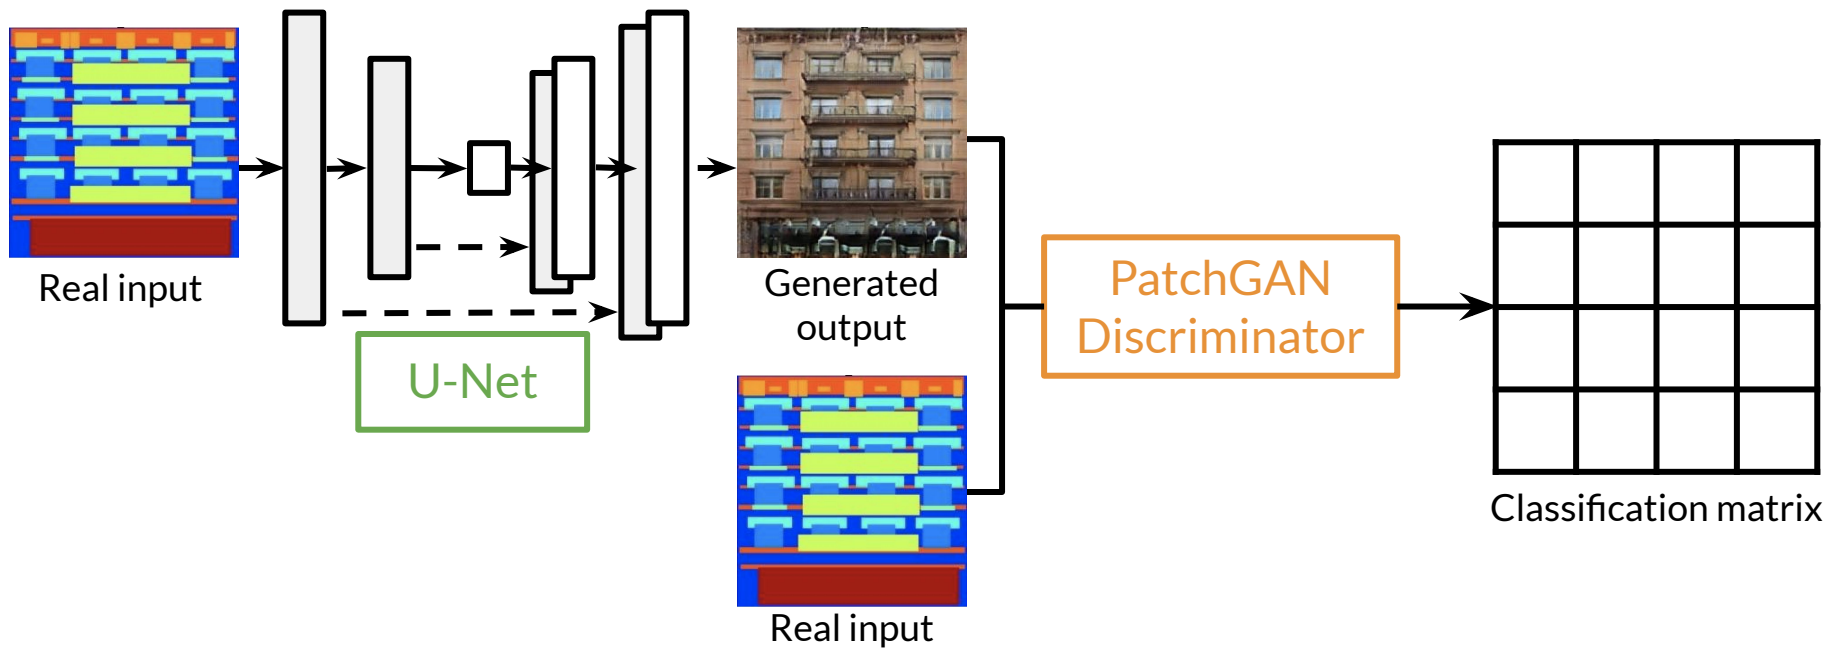 Real input
U-Net
Generated
output
Real input
PatchGAN
Discriminator
Classification matrix